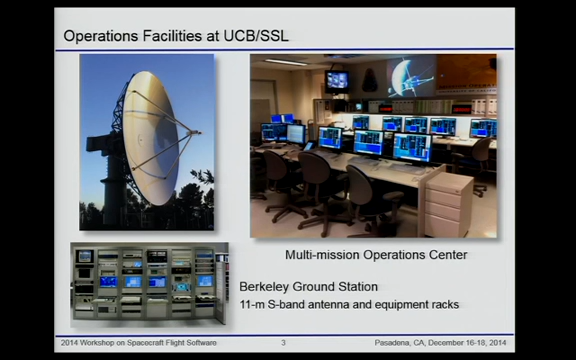 Operations Facilities at UCB/SSL
Multi-mission Operations Center
Berkeley Ground Station
11-m S-band antenna and equipment racks
2014 Workshop on Spacecraft Flight Software
3
Pasadena, CA, December 16-18, 2014